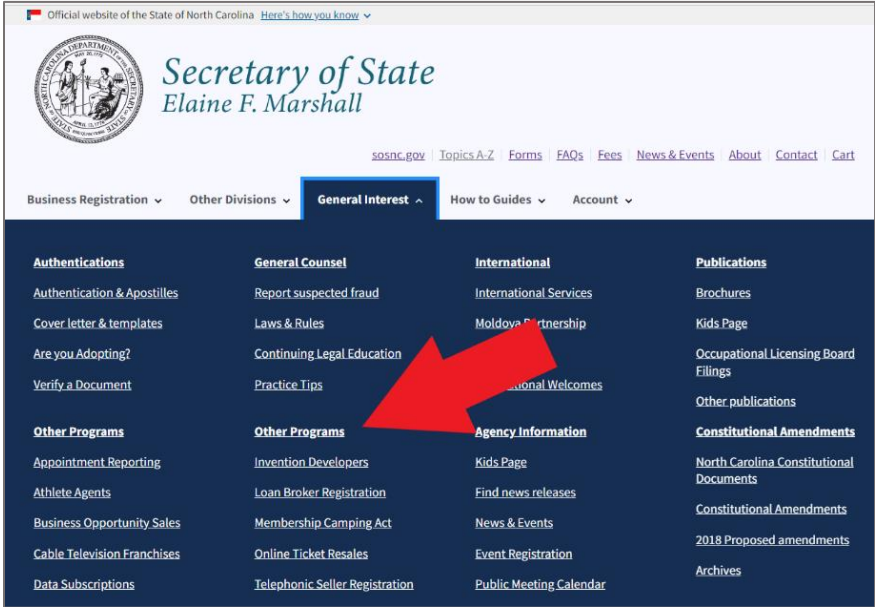 Official website of the State of North Carolina Here's how you know
Secretary of State
Elaine F. Marshall
sosnc.gov Topics A-Z Forms FAQs Fees News & Events About Contact Cart
Business Registration Other Divisions General Interest How to Guides Account
Authentications
Authentication & Apostilles
Cover letter & templates
Are you Adopting?
Verify a Document
General Counsel
Report suspected fraud
Laws & Rules
Continuing Legal Education
Practice Tips
International
International Services
Moldova Partnership
Welcomes
Publications
Brochures
Kids Page
Occupational Licensing Board
Filings
Other publications
Other Programs
Appointment Reporting
Athlete Agents
Business Opportunity Sales
Cable Television Franchises
Data Subscriptions
Other Programs
Invention Developers
Loan Broker Registration
Membership Camping Act
Online Ticket Resales
Telephonic Seller Registration
Agency Information
Kids Page
Find news releases
News & Events
Event Registration
Public Meeting Calendar
Constitutional Amendments
North Carolina Constitutional
Documents
Constitutional Amendments
2018 Proposed amendments
Archives